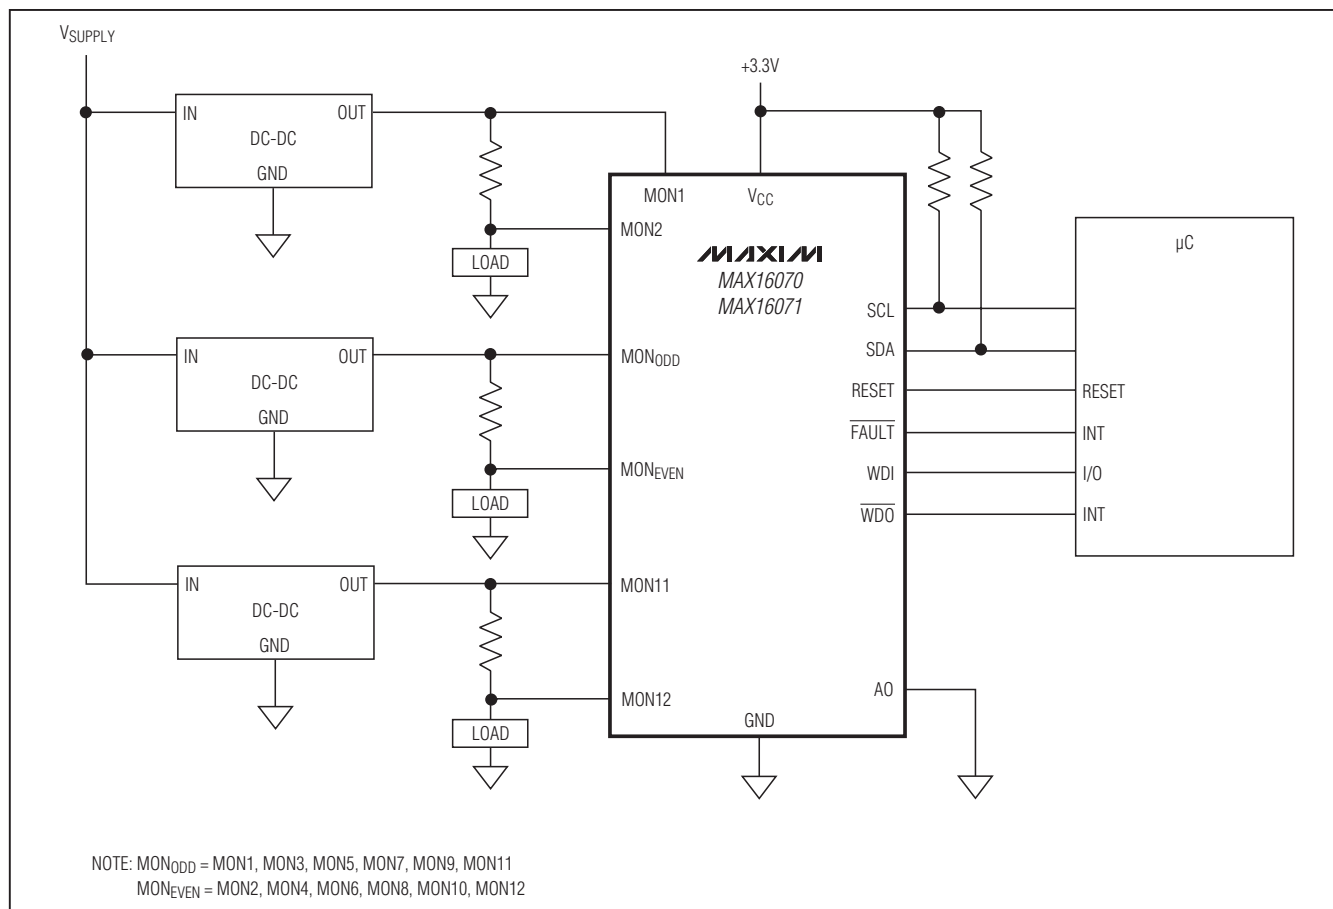 VSUPPLY
+3.3V
IN
OUT
DC-DC
GND
MON1
VCC
MON2
LOAD
MAXIM
MAX16070
MAX16071
µC
SCL
SDA
IN
OUT
DC-DC
GND
MONODD
RESET
RESET
FAULT
INT
MONEVEN
WDI
I/O
LOAD
WDO
INT
IN
OUT
DC-DC
GND
MON11
MON12
LOAD
A0
GND
NOTE: MONODD = MON1, MON3, MON5, MON7, MON9, MON11
MONEVEN = MON2, MON4, MON6, MON8, MON10, MON12